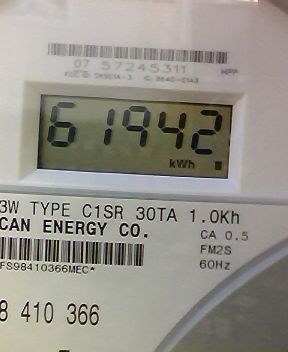 07 57245311
61942
kWh
3W TYPE C1SR 30TA 1.0Kh
CAN ENERGY CO.
CA 0.5
FM2S
FS98410366MEC*
60Hz
8 410 366